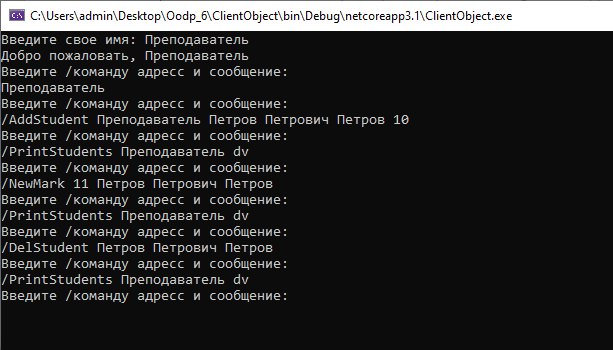 C:\Users\admin\Desktop\Oodp_6\ClientObject\bin\Debug\netcoreapp3.1\ClientObject.exe
Введите свое имя: Преподаватель
Добро пожаловать, Преподаватель
Введите /команду адресс и сообщение:
Преподаватель
Введите /команду адресс и сообщение:
/AddStudent Преподаватель Петров Петрович Петров 10
Введите /команду адресс и сообщение:
/PrintStudents Преподаватель dv
Введите /команду адресс и сообщение:
/NewMark 11 Петров Петрович Петров
Введите /команду адресс и сообщение:
/PrintStudents Преподаватель dv
Введите /команду адресс и сообщение:
/DelStudent Петров Петрович Петров
Введите /команду адресс и сообщение:
/PrintStudents Преподаватель dv
Введите /команду адресс и сообщение: